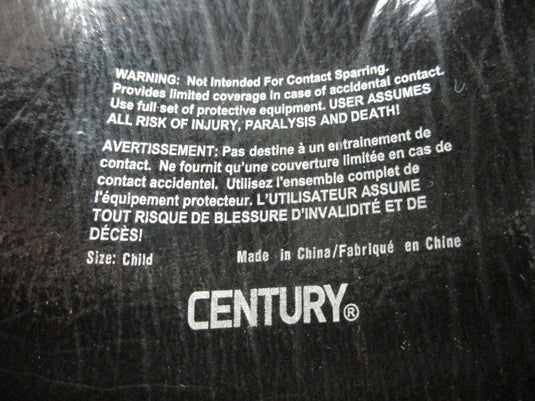 WARNING: Not Intended For Contact Sparring.
Provides limited coverage in case of accidental contact.
Use full set of protective equipment. USER ASSUMES
ALL RISK OF INJURY, PARALYSIS AND DEATH!
AVERTISSEMENT: Pas destine à un entrainement de
contact. Ne fournit qu'une couverture limitée en cas de
contact accidentel. Utilisez l'ensemble complet de
l'équipement protecteur. L'UTILISATEUR ASSUME
TOUT RISQUE DE BLESSURE D'INVALIDITÉ ET DE
DÉCÈS!
Size: Child Made in China/Fabriqué en Chine
CENTURY®